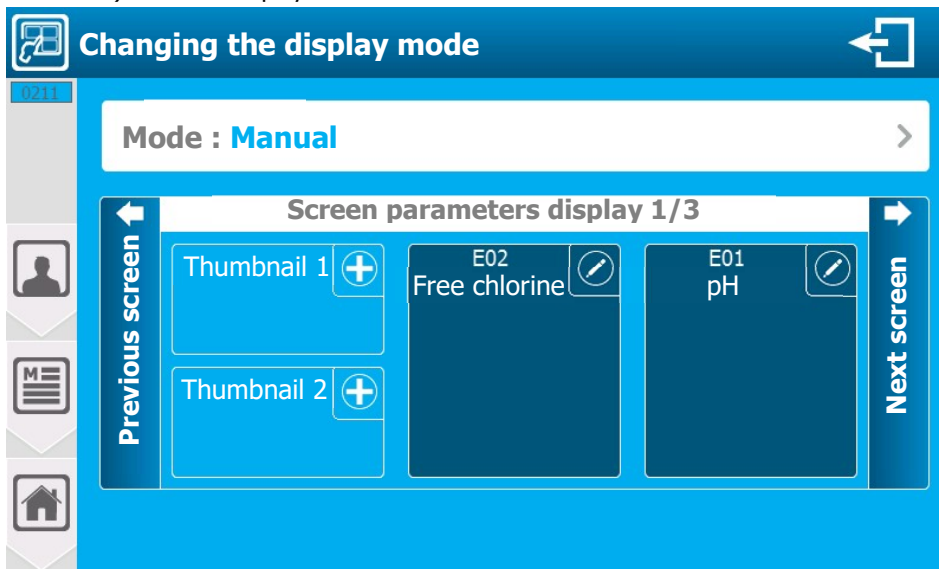 Changing the display mode
0211
Mode : Manual
Screen parameters display 1/3
Previous screen
Thumbnail 1
Thumbnail 2
E02
Free chlorine
E01
pH
Next screen
M